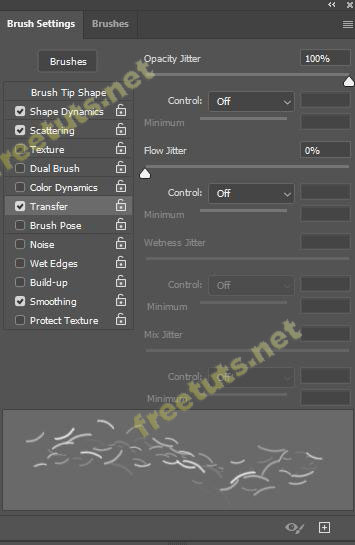 Brush Settings Brushes
Brushes
Brush Tip Shape
Shape Dynamics
Scattering
Texture
Dual Brush
Color Dynamics
Transfer
Brush Pose
Noise
Wet Edges
Build-up
Smoothing
Protect Texture
Opacity Jitter 100%
Control: Off
Minimum
Flow Jitter 0%
Control: Off
Minimum
Wetness Jitter
Control: Off
Minimum
Mix Jitter
Control: Off
Minimum
freetuts.net
freetuts.net